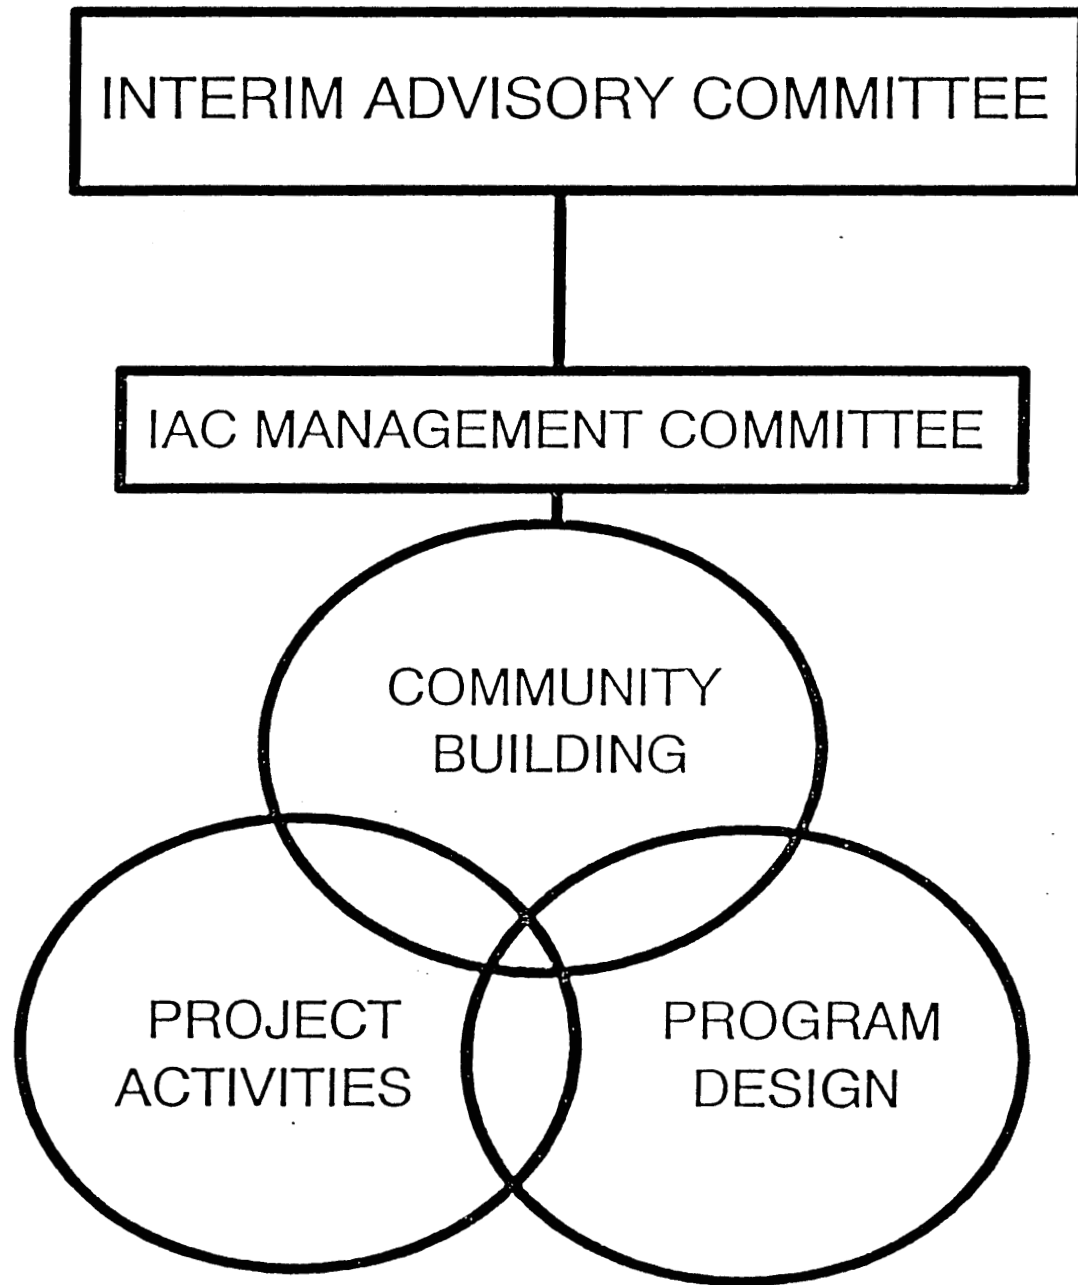 INTERIM ADVISORY COMMITTEE
IAC MANAGEMENT COMMITTEE
COMMUNITY
BUILDING
PROJECT
ACTIVITIES
PROGRAM
DESIGN